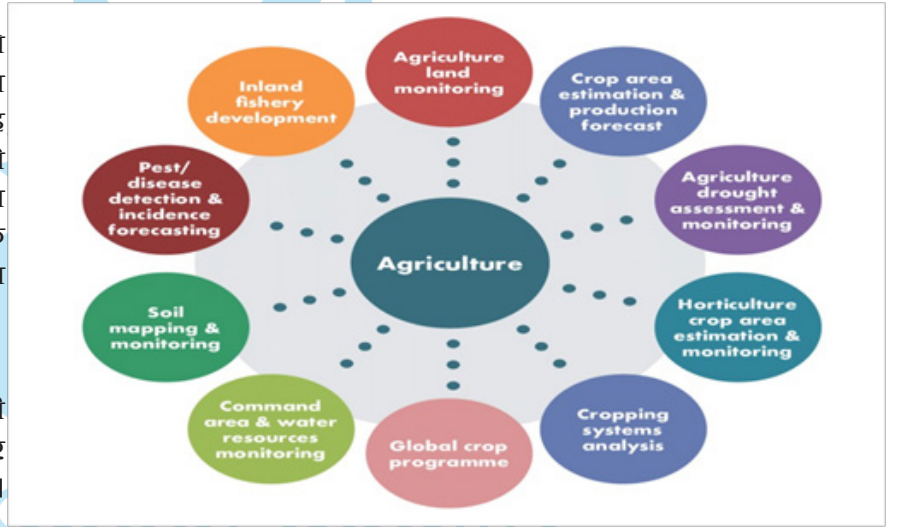 Agriculture
land
monitoring
Crop area
estimation &
production
forecast
Agriculture
drought
assessment &
monitoring
Horticulture
crop area
estimation &
monitoring
Cropping
systems
analysis
Global crop
programme
Command
area & water
resources
monitoring
Soil
mapping &
monitoring
Pest/
disease
detection &
incidence
forecasting
Inland
fishery
development
Agriculture